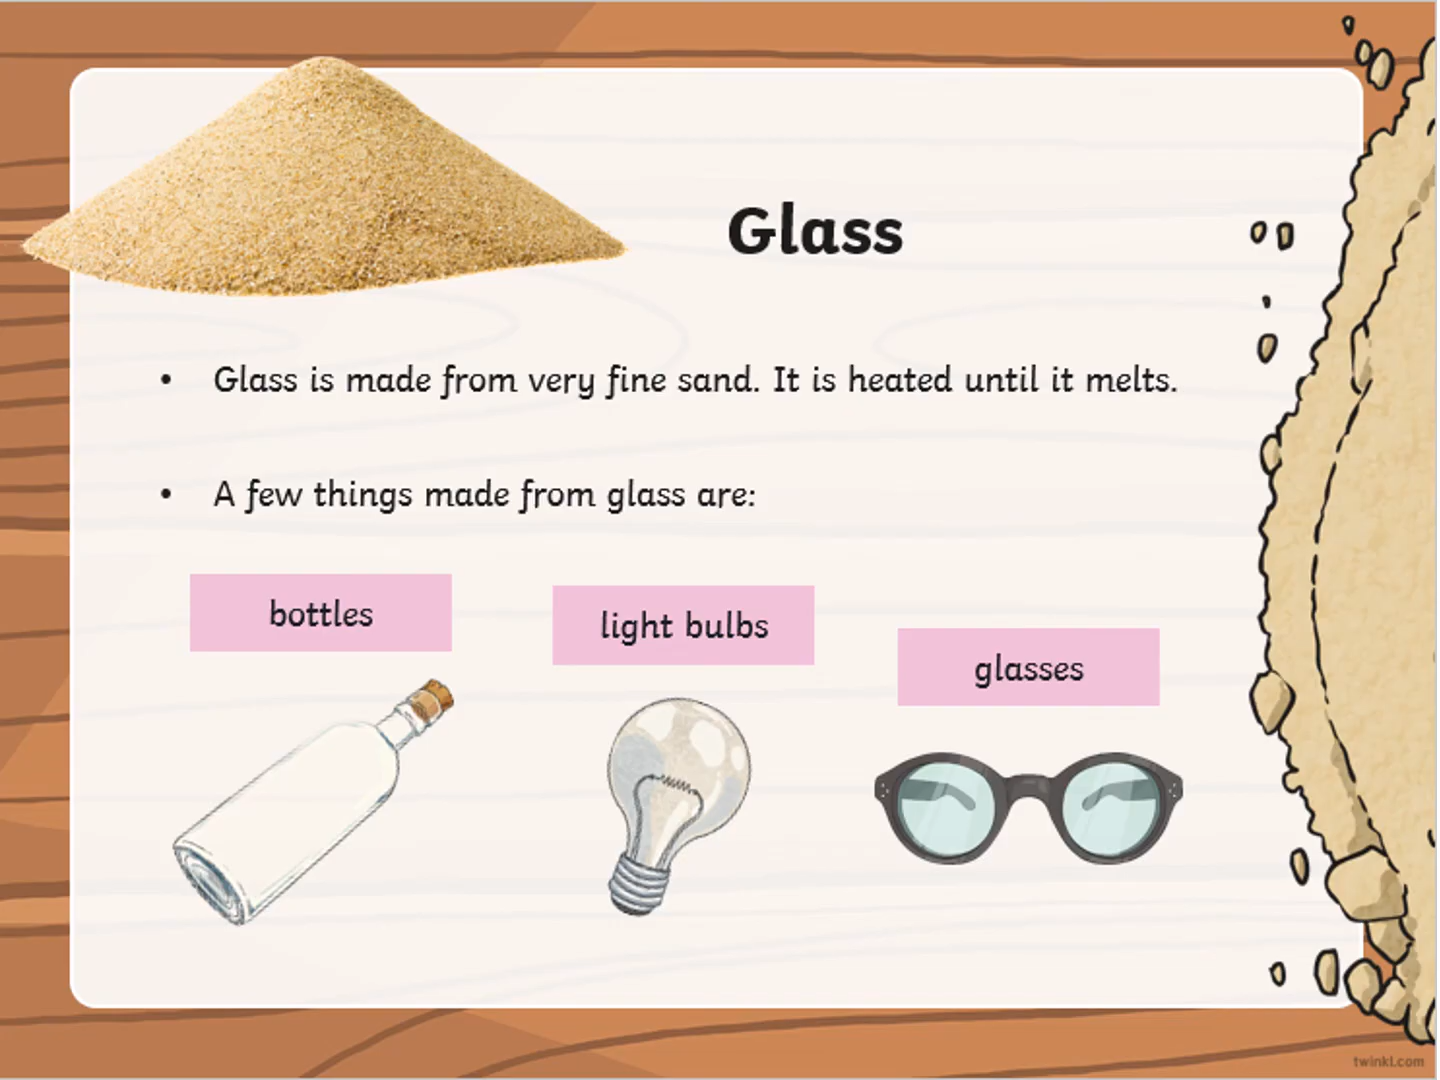 Glass
• Glass is made from very fine sand. It is heated until it melts.
• A few things made from glass are:
bottles
light bulbs
glasses
twinkl.com